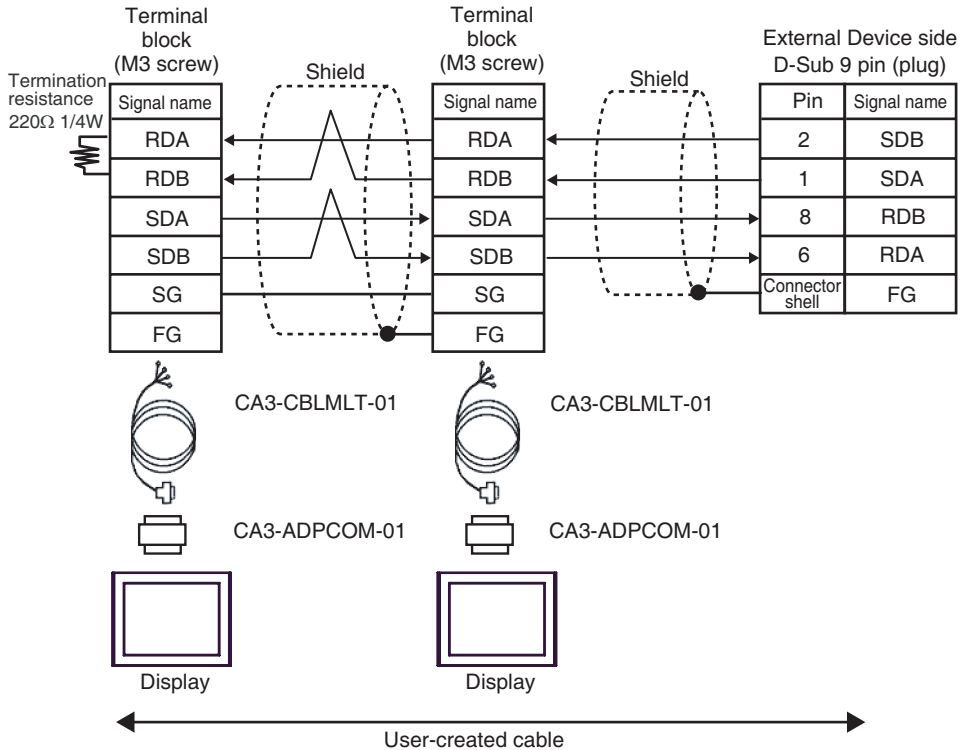 Terminal
block
(M3 screw)
Terminal
block
(M3 screw)
External Device side
D-Sub 9 pin (plug)
Termination
resistance
220Ω 1/4W
Shield
Shield
Signal name
Signal name
Pin
Signal name
RDA
RDA
2
SDB
RDB
RDB
1
SDA
SDA
SDA
8
RDB
SDB
SDB
6
RDA
SG
SG
Connector
shell
FG
FG
FG
CA3-CBLMLT-01
CA3-CBLMLT-01
CA3-ADPCOM-01
CA3-ADPCOM-01
Display
Display
User-created cable